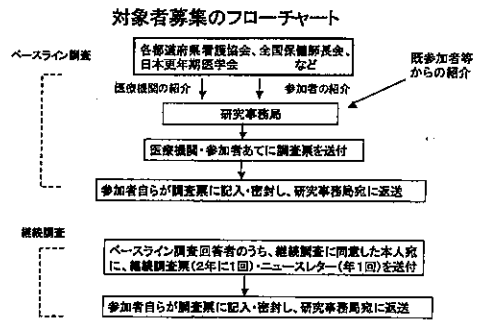 対象者募集のフローチャート
ベースライン調査
各都道府県看護協会、全国保健師長会、
日本更年期医学会 など
既参加者等
からの紹介
医療機関の紹介
参加者の紹介
研究事務局
医療機関・参加者あてに調査票を送付
参加者自らが調査票に記入・密封し、研究事務局宛に返送
継続調査
ベースライン調査回答者のうち、継続調査に同意した本人宛
に、継続調査票(2年に1回)・ニュースレター(年1回)を送付
参加者自らが調査票に記入・密封し、研究事務局宛に返送